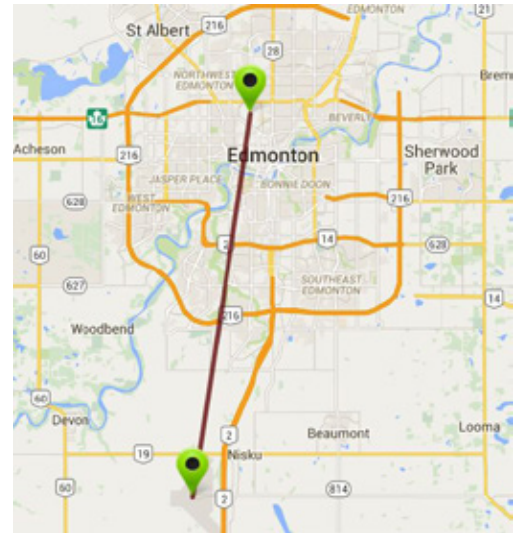 EDMONTON
216
21
St Albert
28
NORTHWEST
EDMONTON
Brem
16
BEVERLY
Acheson
Edmonton
Sherwood
Park
216
JASPER PLACE
BONNIE DOON
628
WEST
EDMONTON
216
60
2
14
628
627
SOUTHEAST
EDMONTON
14
216
Woodbend
60
Devon
2
Beaumont
Looma
19
Nisku
60
2
814